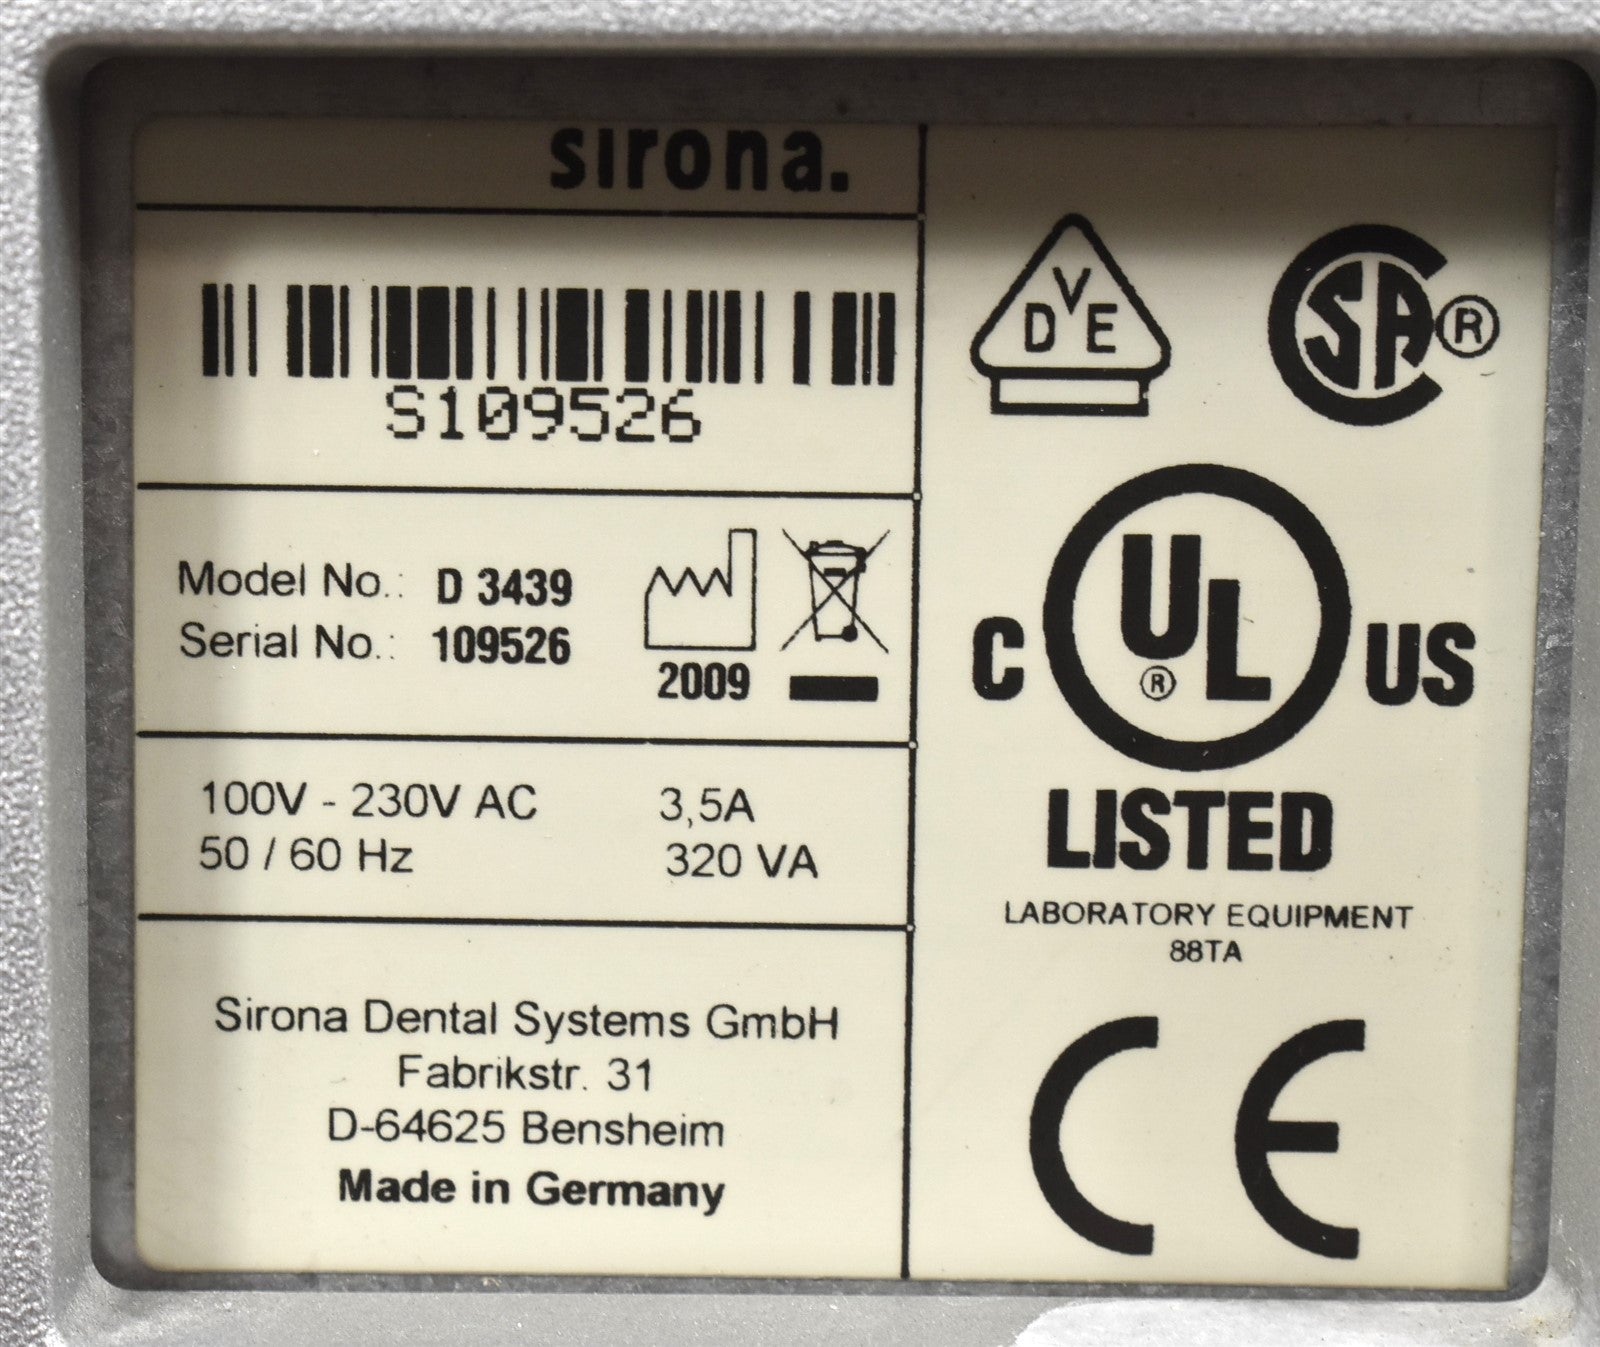 sirona.
S109526
Model No.: D 3439
Serial No.: 109526
2009
100V - 230V AC 3,5A
50 / 60 Hz 320 VA
Sirona Dental Systems GmbH
Fabrikstr. 31
D-64625 Bensheim
Made in Germany
DVE
CSA ®
C UL ® US
LISTED
LABORATORY EQUIPMENT
88TA
CE